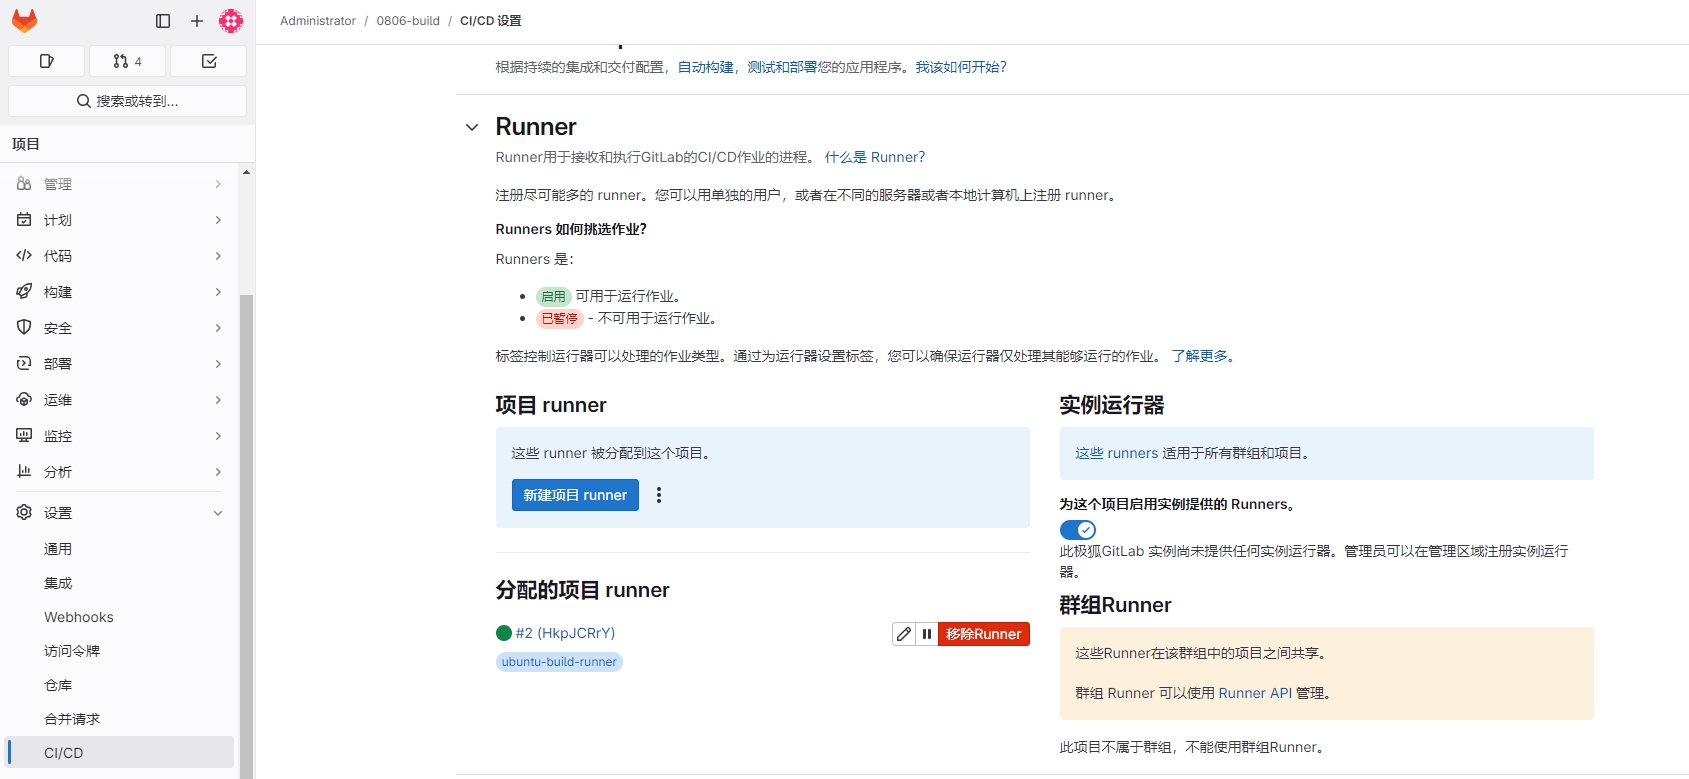 Administrator / 0806-build / CI/CD 设置
4
搜索或转到...
项目
管理
计划
代码
构建
安全
部署
运维
监控
分析
设置
通用
集成
Webhooks
访问令牌
仓库
合并请求
CI/CD
根据持续的集成和交付配置，自动构建，测试和部署您的应用程序。我该如何开始?
Runner
Runner用于接收和执行GitLab的CI/CD作业的进程。 什么是 Runner?
注册尽可能多的 runner。您可以用单独的用户，或者在不同的服务器或者本地计算机上注册 runner。
Runners 如何挑选作业?
Runners 是：
启用 可用于运行作业。
已暂停 - 不可用于运行作业。
标签控制运行器可以处理的作业类型。通过为运行器设置标签，您可以确保运行器仅处理其能够运行的作业。 了解更多。
项目 runner
这些 runner 被分配到这个项目。
新建项目 runner
分配的项目 runner
#2 (HkpJCRrY)
移除Runner
ubuntu-build-runner
实例运行器
这些 runners 适用于所有群组和项目。
为这个项目启用实例提供的 Runners。
此极狐GitLab 实例尚未提供任何实例运行器。管理员可以在管理区域注册实例运行
器。
群组Runner
这些Runner在该群组中的项目之间共享。
群组 Runner 可以使用 Runner API 管理。
此项目不属于群组，不能使用群组Runner。